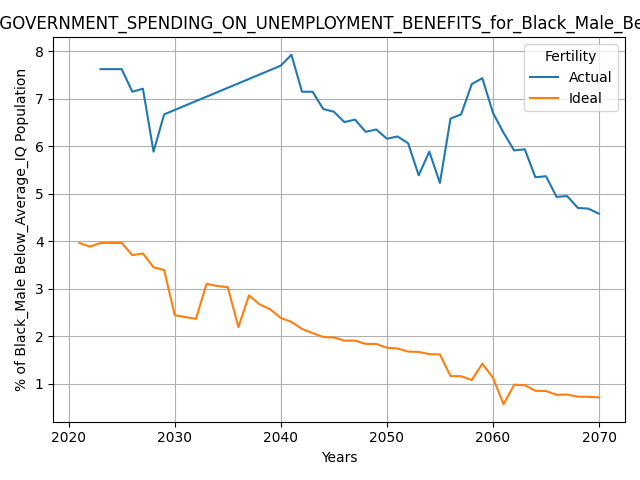 GOVERNMENT_SPENDING_ON_UNEMPLOYMENT_BENEFITS_for_Black_Male_Be
Fertility
Actual
Ideal
% of Black_Male Below_Average_IQ Population
8
7
6
5
4
3
2
1
2020 2030 2040 2050 2060 2070
Years